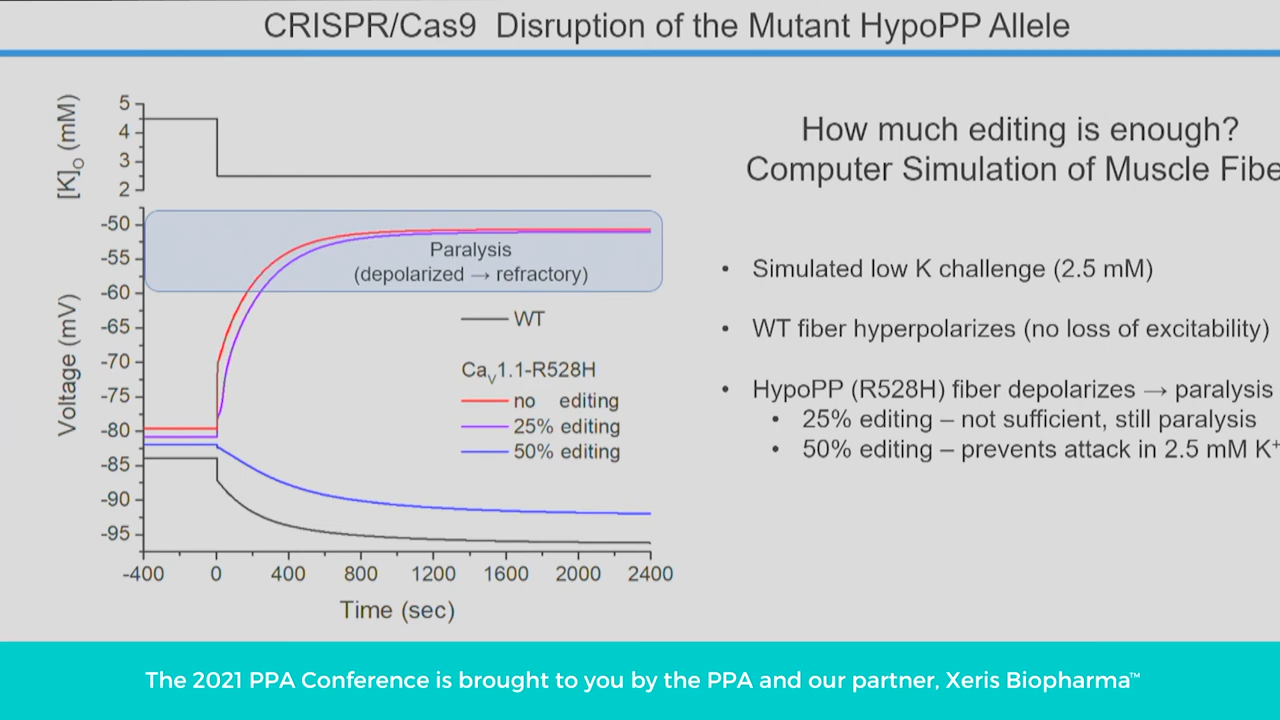 CRISPR/Cas9 Disruption of the Mutant HypoPP Allele
[K]O (mM)
5
4
3
2
Voltage (mV)
-50
-55
-60
-65
-70
-75
-80
-85
-90
-95
Paralysis
(depolarized → refractory)
WT
CaV1.1-R528H
no editing
25% editing
50% editing
-400 0 400 800 1200 1600 2000 2400
Time (sec)
How much editing is enough?
Computer Simulation of Muscle Fibe
• Simulated low K challenge (2.5 mM)
• WT fiber hyperpolarizes (no loss of excitability)
• HypoPP (R528H) fiber depolarizes → paralysis
• 25% editing – not sufficient, still paralysis
• 50% editing – prevents attack in 2.5 mM K+
The 2021 PPA Conference is brought to you by the PPA and our partner, Xeris Biopharma™